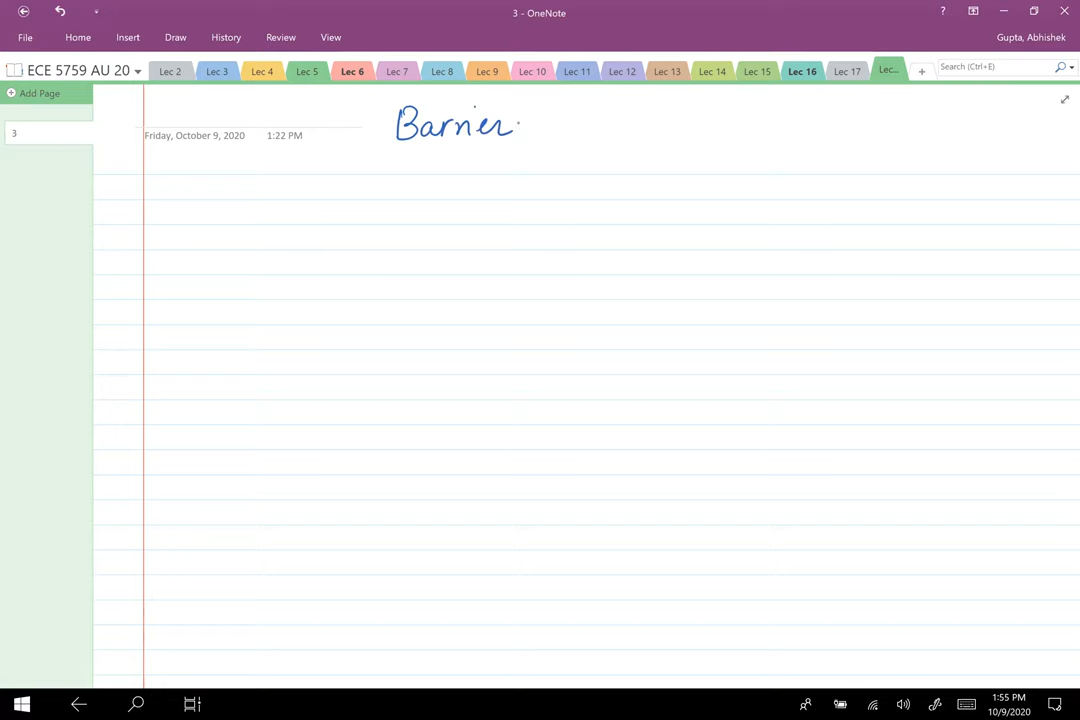 3 - OneNote
?
File
Home
Insert
Draw
History
Review
View
Gupta, Abhishek
ECE 5759 AU 20
Lec 2
Lec 3
Lec 4
Lec 5
Lec 6
Lec 7
Lec 8
Lec 9
Lec 10
Lec 11
Lec 12
Lec 13
Lec 14
Lec 15
Lec 16
Lec 17
Lec...
+
Search (Ctrl+E)
Add Page
3
Friday, October 9, 2020 1:22 PM
Barrier
1:55 PM
10/9/2020